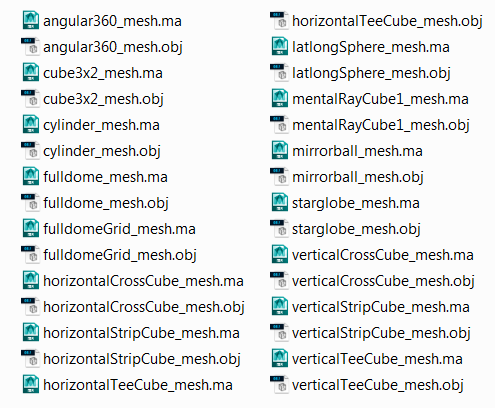 angular360_mesh.ma
angular360_mesh.obj
cube3x2_mesh.ma
cube3x2_mesh.obj
cylinder_mesh.ma
cylinder_mesh.obj
fulldome_mesh.ma
fulldome_mesh.obj
fulldomeGrid_mesh.ma
fulldomeGrid_mesh.obj
horizontalCrossCube_mesh.ma
horizontalCrossCube_mesh.obj
horizontalStripCube_mesh.ma
horizontalStripCube_mesh.obj
horizontalTeeCube_mesh.ma
horizontalTeeCube_mesh.obj
latlongSphere_mesh.ma
latlongSphere_mesh.obj
mentalRayCube1_mesh.ma
mentalRayCube1_mesh.obj
mirrorball_mesh.ma
mirrorball_mesh.obj
starglobe_mesh.ma
starglobe_mesh.obj
verticalCrossCube_mesh.ma
verticalCrossCube_mesh.obj
verticalStripCube_mesh.ma
verticalStripCube_mesh.obj
verticalTeeCube_mesh.ma
verticalTeeCube_mesh.obj